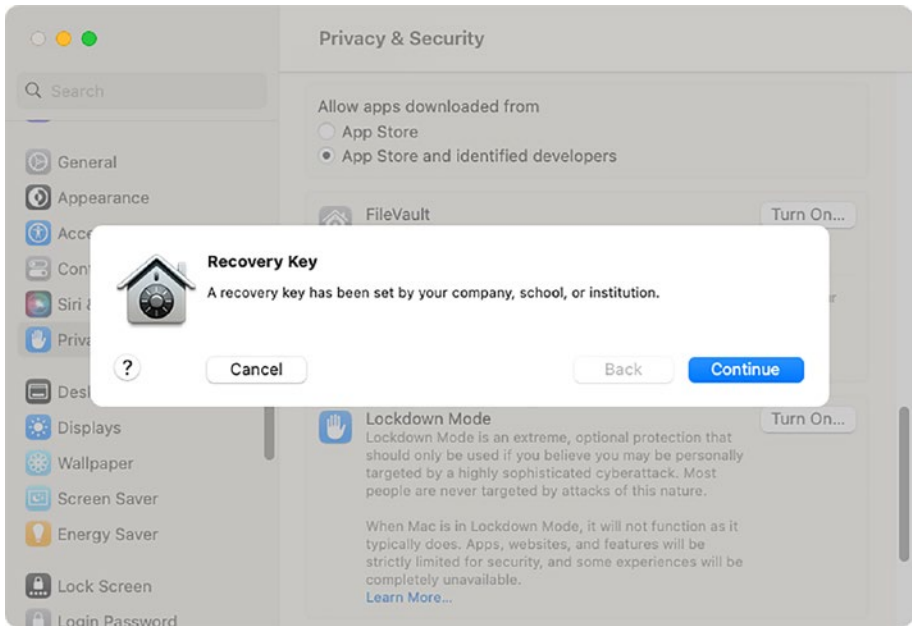 Privacy & Security
Search
Allow apps downloaded from
App Store
App Store and identified developers
General
Appearance
FileVault
Turn On...
Acce
Con
Siri &
Priva
Recovery Key
A recovery key has been set by your company, school, or institution.
?
Cancel
Back
Continue
Desk
Displays
Wallpaper
Screen Saver
Energy Saver
Lock Screen
Login Password
Lockdown Mode
Turn On...
Lockdown Mode is an extreme, optional protection that
should only be used if you believe you may be personally
targeted by a highly sophisticated cyberattack. Most
people are never targeted by attacks of this nature.
When Mac is in Lockdown Mode, it will not function as it
typically does. Apps, websites, and features will be
strictly limited for security, and some experiences will be
completely unavailable.
Learn More...